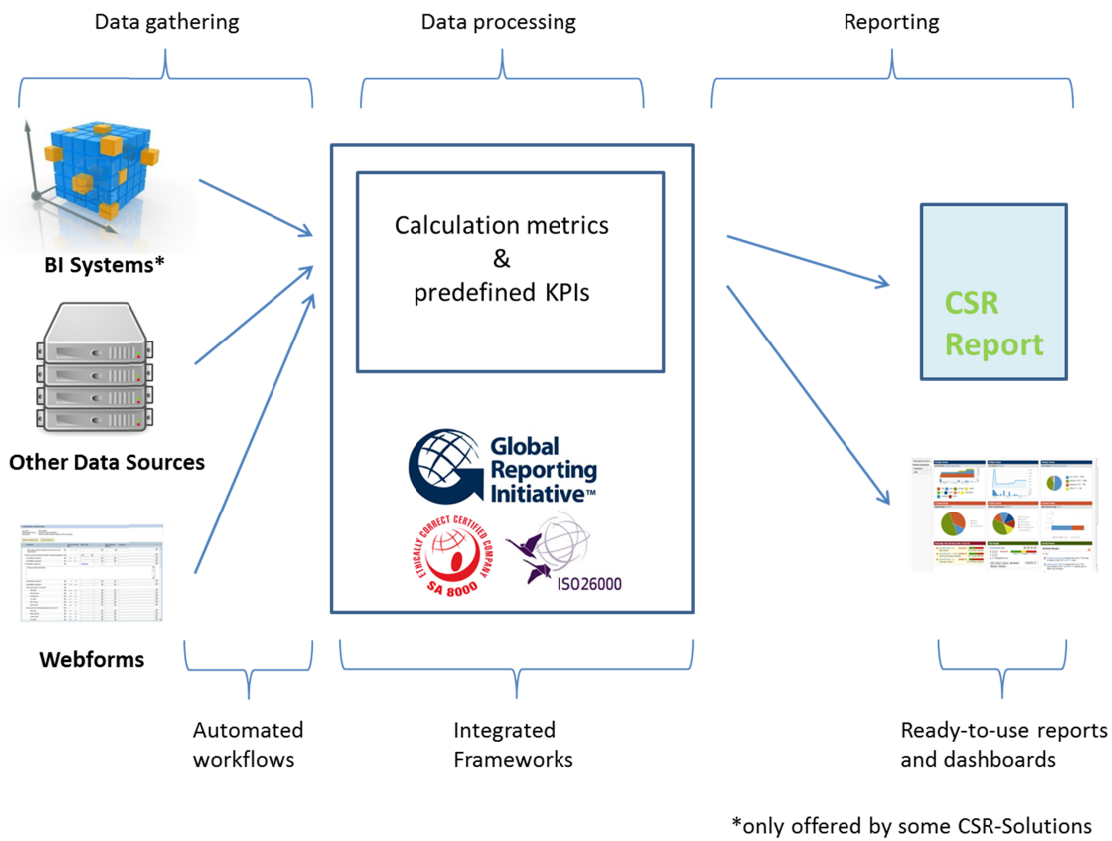 Data gathering
Data processing
Reporting
BI Systems*
Other Data Sources
Webforms
Calculation metrics
&
predefined KPIs
Global
Reporting
Initiative™
ETHICALLY CORRECT CERTIFIED COMPANY
SA 8000
ISO26000
CSR
Report
Automated
workflows
Integrated
Frameworks
Ready-to-use reports
and dashboards
*only offered by some CSR-Solutions